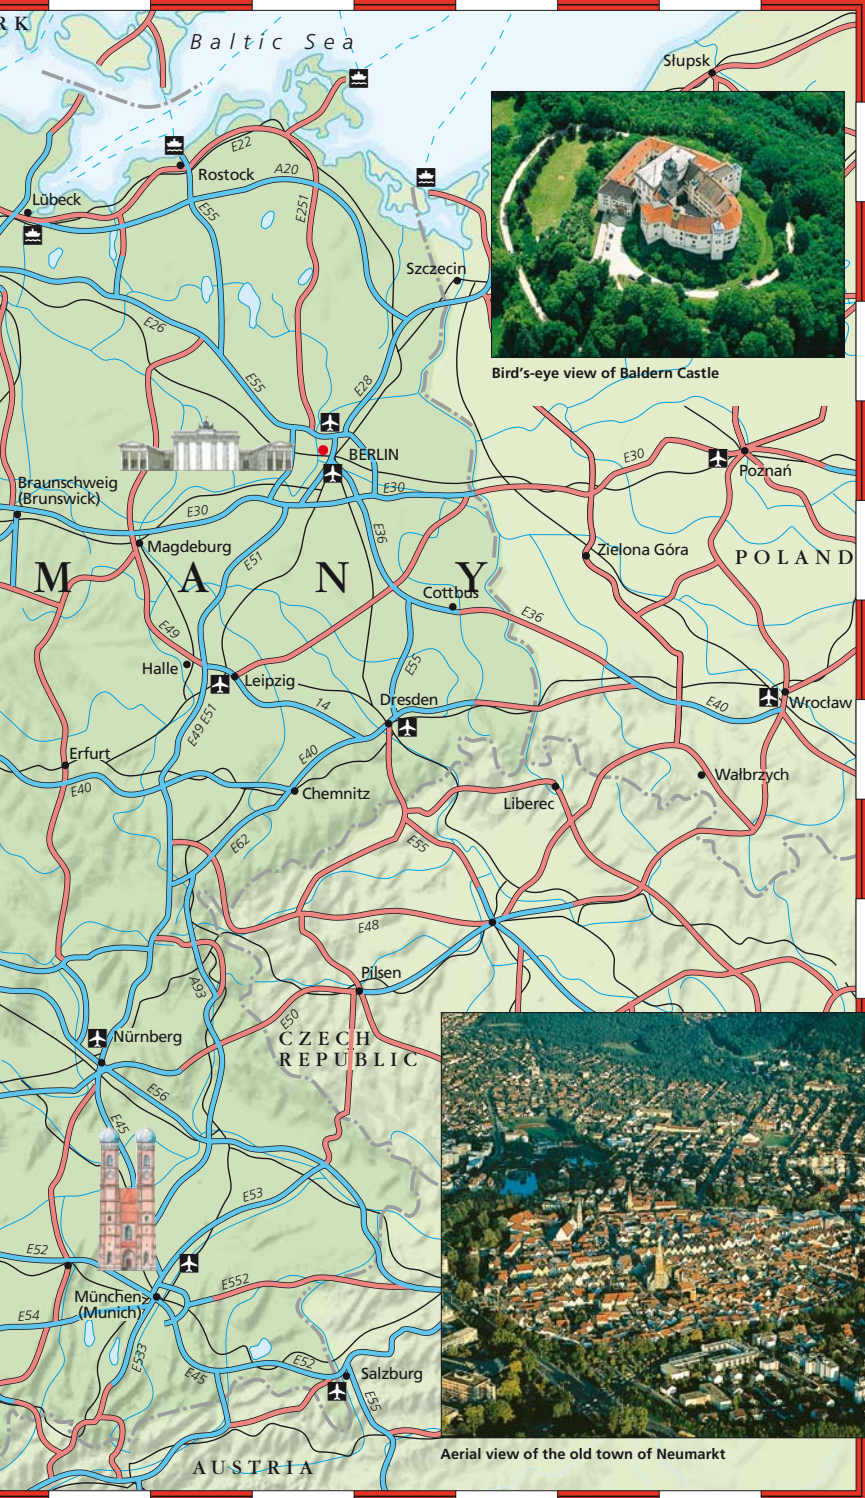 RK
Baltic Sea
Słupsk
E22
Rostock
A20
Lübeck
E55
E251
Szczecin
E26
E55
E28
Bird's-eye view of Baldern Castle
BERLIN
E30
Poznań
Braunschweig
(Brunswick)
E30
E30
E36
Magdeburg
E51
Zielona Góra
POLAND
M A N Y
Cottbus
E36
E49
Halle
Leipzig
E55
14
Dresden
E40
Wrocław
E49 E51
Erfurt
E40
E40
Chemnitz
Wałbrzych
Liberec
E62
E55
E48
Pilsen
A93
E50
Nürnberg
CZECH
REPUBLIC
E56
E45
E53
E52
E552
München
(Munich)
E54
E533
E45
E52
Salzburg
E55
AUSTRIA
Aerial view of the old town of Neumarkt